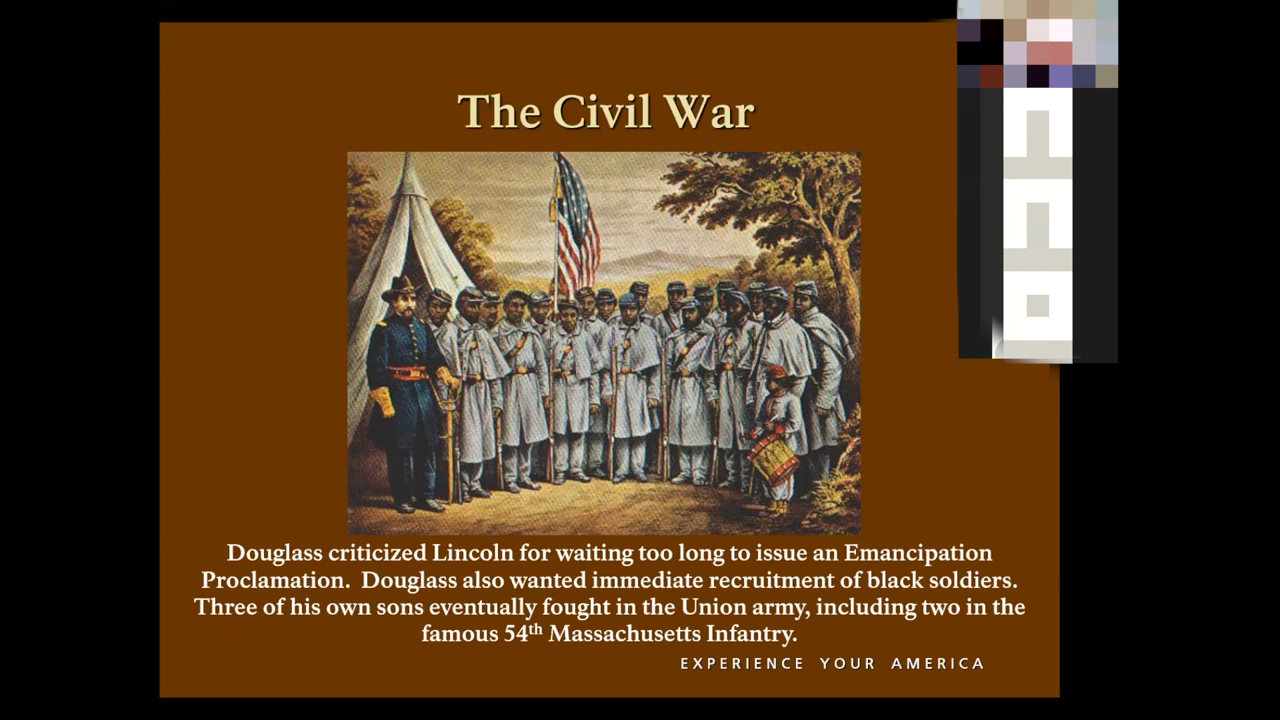 The Civil War
Douglass criticized Lincoln for waiting too long to issue an Emancipation
Proclamation.  Douglass also wanted immediate recruitment of black soldiers.
Three of his own sons eventually fought in the Union army, including two in the
famous 54th Massachusetts Infantry.
EXPERIENCE YOUR AMERICA